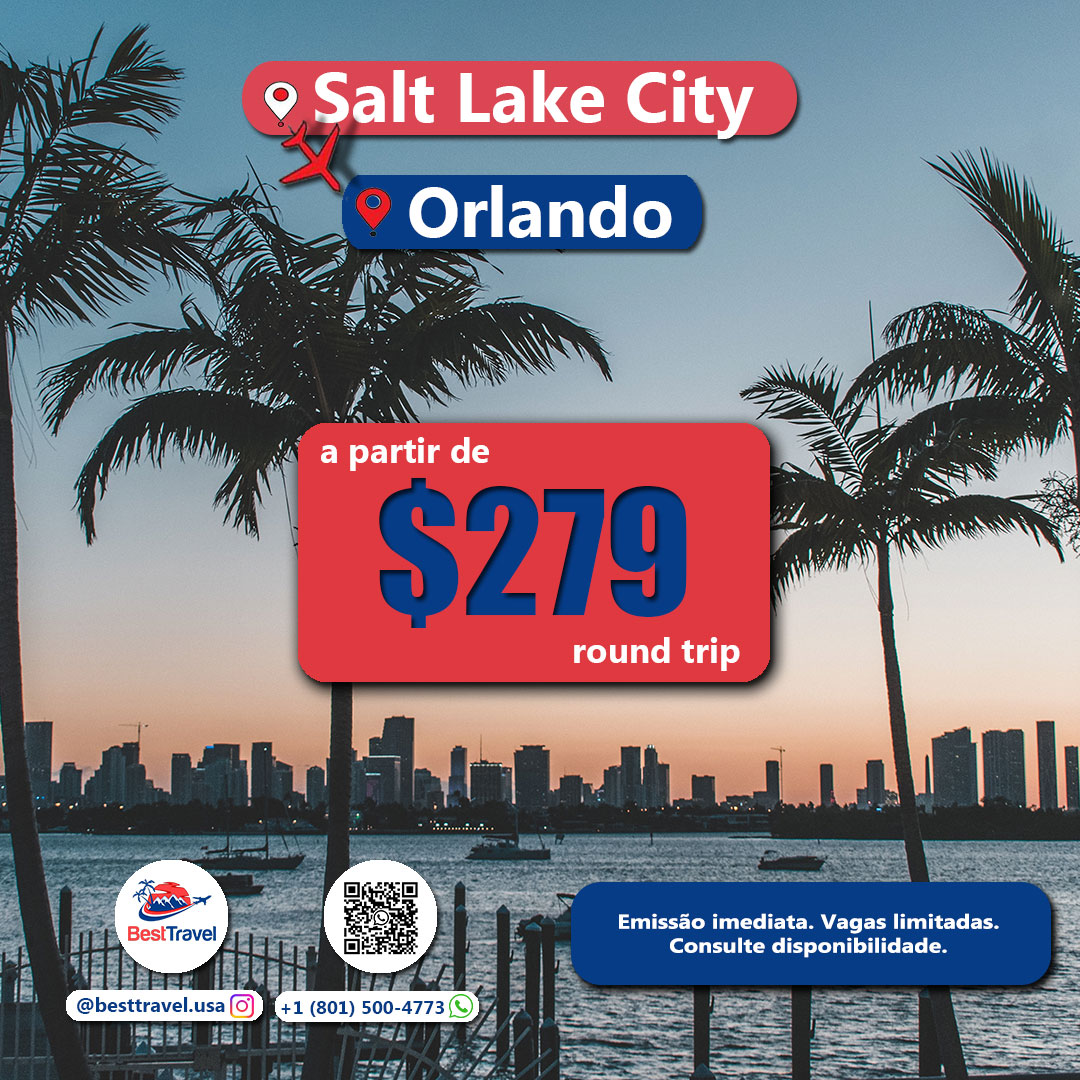 Salt Lake City
Orlando
a partir de
$279
round trip
BestTravel
Emissão imediata. Vagas limitadas.
Consulte disponibilidade.
@besttravel.usa
+1 (801) 500-4773